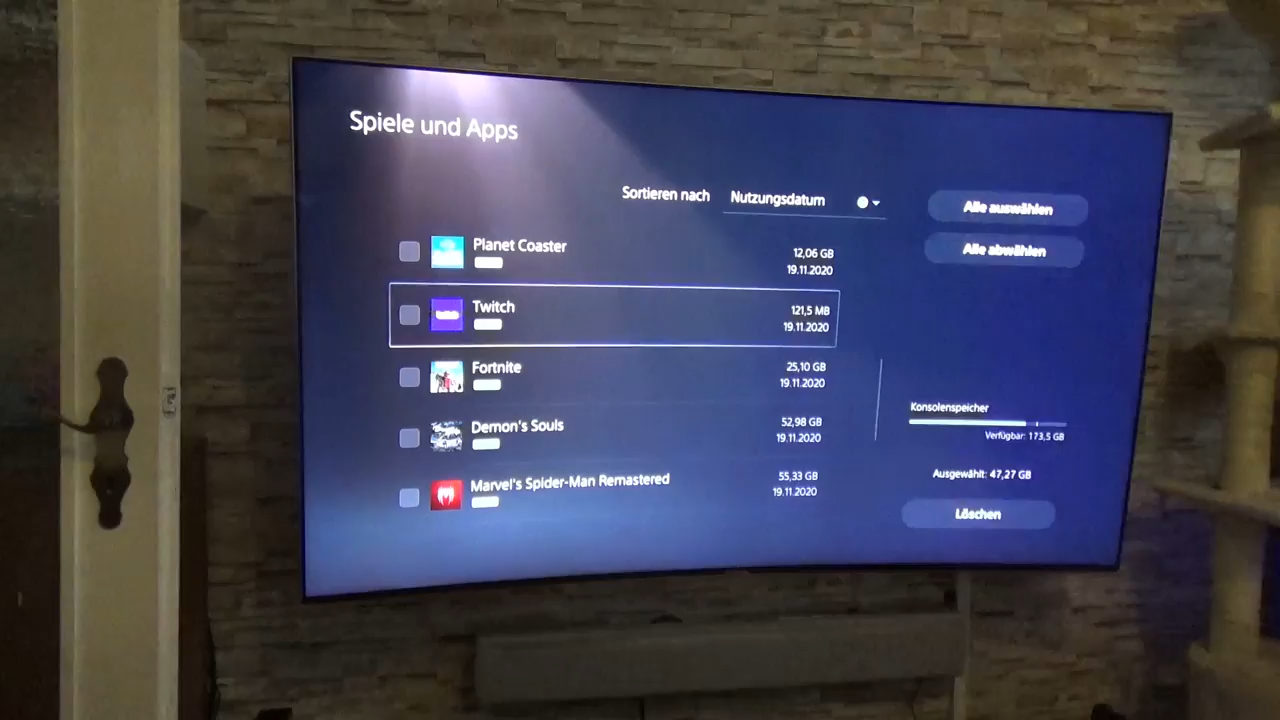 Spiele und Apps
Sortieren nach Nutzungsdatum
Alle auswählen
Alle abwählen
Planet Coaster
12,06 GB
19.11.2020
Twitch
121,5 MB
19.11.2020
Fortnite
25,10 GB
19.11.2020
Demon's Souls
52,98 GB
19.11.2020
Marvel's Spider-Man Remastered
55,33 GB
19.11.2020
Konsolenspeicher
Verfügbar: 173,5 GB
Ausgewählt: 47,27 GB
Löschen